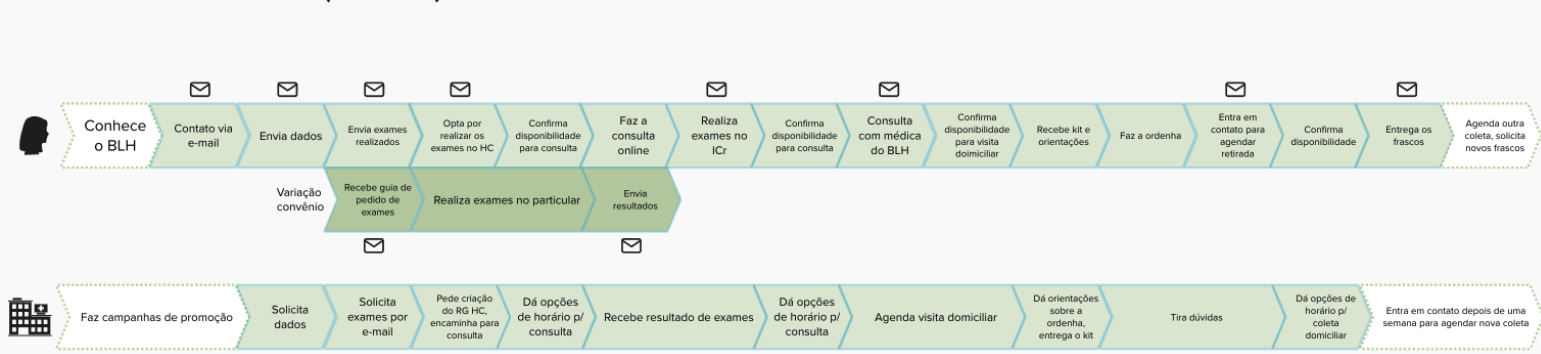 Conhece
o BLH
Contato via
e-mail
Envia dados
Envia exames
realizados
Opta por
realizar os
exames no HC
Confirma
disponibilidade
para consulta
Faz a
consulta
online
Realiza
exames no
ICr
Confirma
disponibilidade
para consulta
Consulta
com médica
do BLH
Confirma
disponibilidade
para visita
doimiciliar
Recebe kit e
orientações
Faz a ordenha
Entra em
contato para
agendar
retirada
Confirma
disponibilidade
Entrega os
frascos
Agenda outra
coleta, solicita
novos frascos
Variação
convênio
Recebe guia de
pedido de
exames
Realiza exames no particular
Envia
resultados
Faz campanhas de promoção
Solicita
dados
Solicita
exames por
e-mail
Pede criação
do RG HC,
encaminha para
consulta
Dá opções
de horário p/
consulta
Recebe resultado de exames
Dá opções
de horário p/
consulta
Agenda visita domiciliar
Dá orientações
sobre a
ordenha,
entrega o kit
Tira dúvidas
Dá opções de
horário p/
coleta
domiciliar
Entra em contato depois de uma
semana para agendar nova coleta